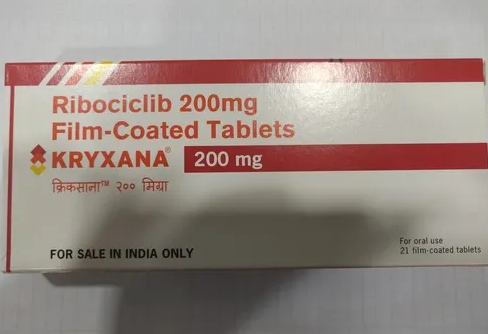 Ribociclib 200mg
Film-Coated Tablets
KRYXANA® 200 mg
क्रिकसाना™ २०० मिग्रा
For oral use
FOR SALE IN INDIA ONLY
21 film-coated tablets